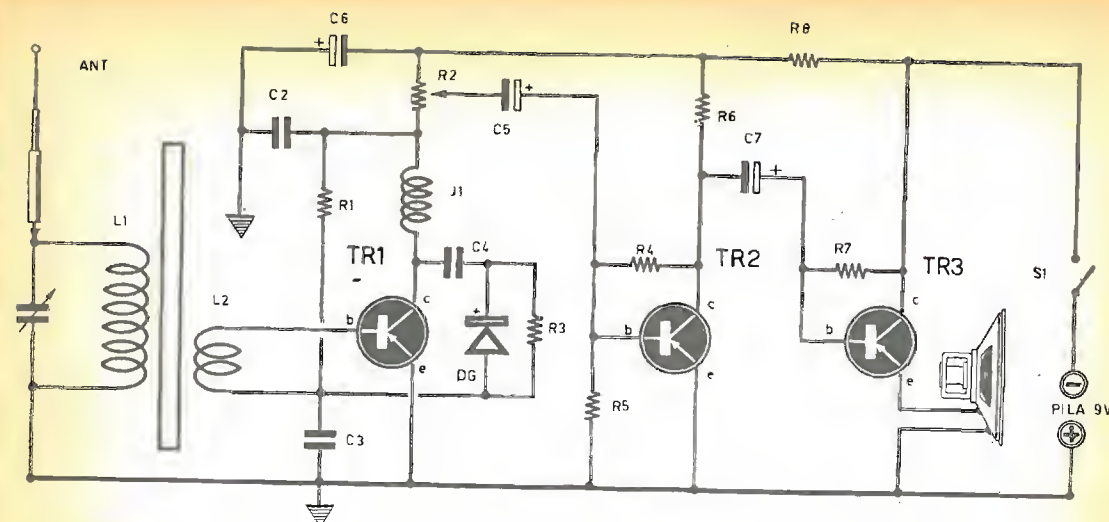 C6
+
R8
ANT
C2
R2
+
C5
R6
C7
+
L1
R1
J1
C4
TR1
R4
TR2
R7
TR3
S1
L2
c
b
+
R3
c
b
c
b
e
DG
e
e
R5
−
PILA 9V
+
C3